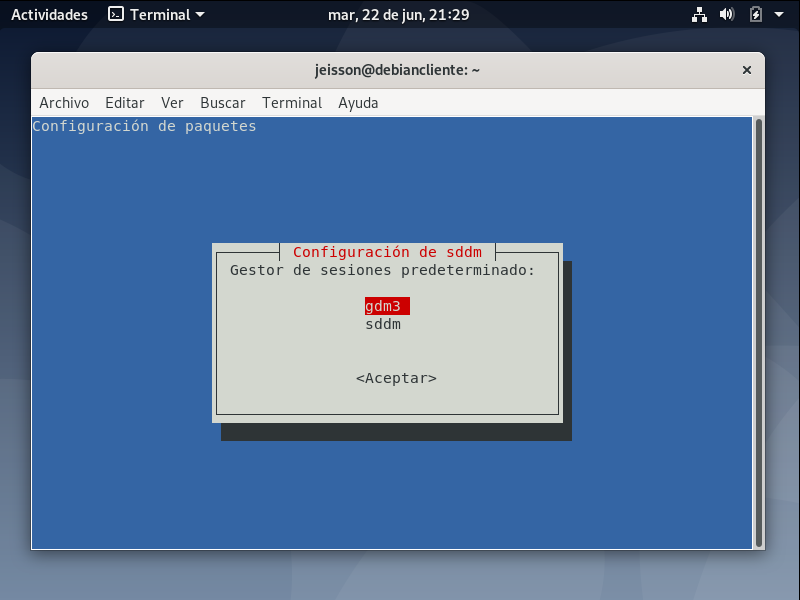 Actividades Terminal mar, 22 de jun, 21:29
jeisson@debiancliente: ~
Archivo Editar Ver Buscar Terminal Ayuda
Configuración de paquetes
Configuración de sddm
Gestor de sesiones predeterminado:
gdm3
sddm
<Aceptar>